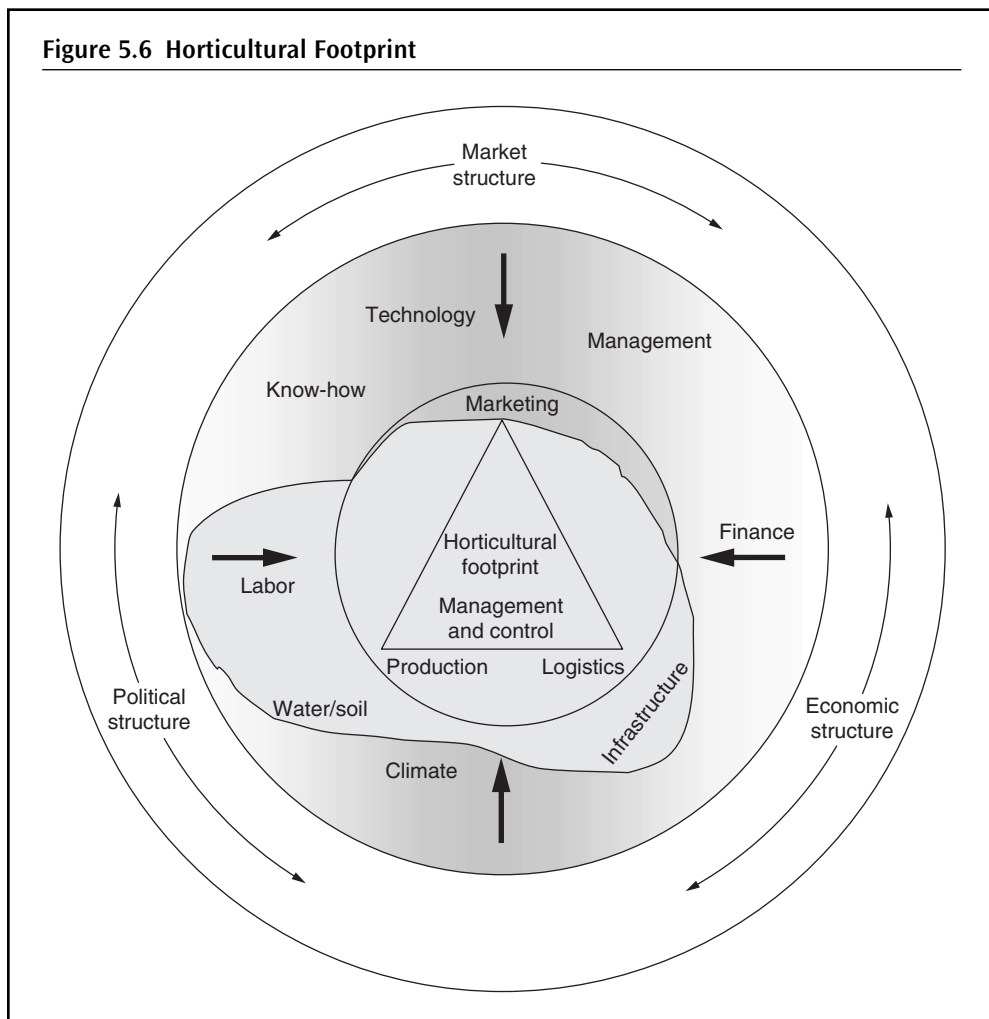 Figure 5.6 Horticultural Footprint
Market
structure
Technology
Management
Know-how
Marketing
Finance
Horticultural
footprint
Labor
Management
and control
Production
Logistics
Water/soil
Infrastructure
Political
structure
Economic
structure
Climate